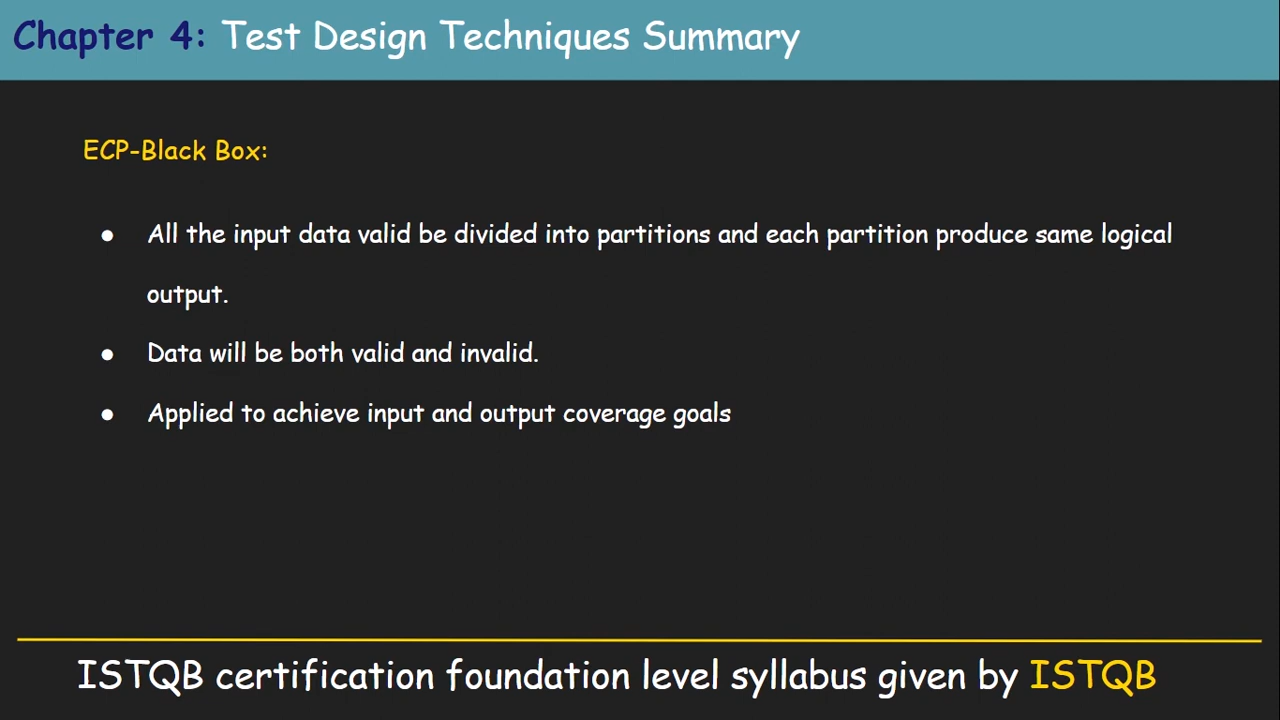 Chapter 4: Test Design Techniques Summary
ECP-Black Box:
● All the input data valid be divided into partitions and each partition produce same logical
output.
● Data will be both valid and invalid.
● Applied to achieve input and output coverage goals
ISTQB certification foundation level syllabus given by ISTQB